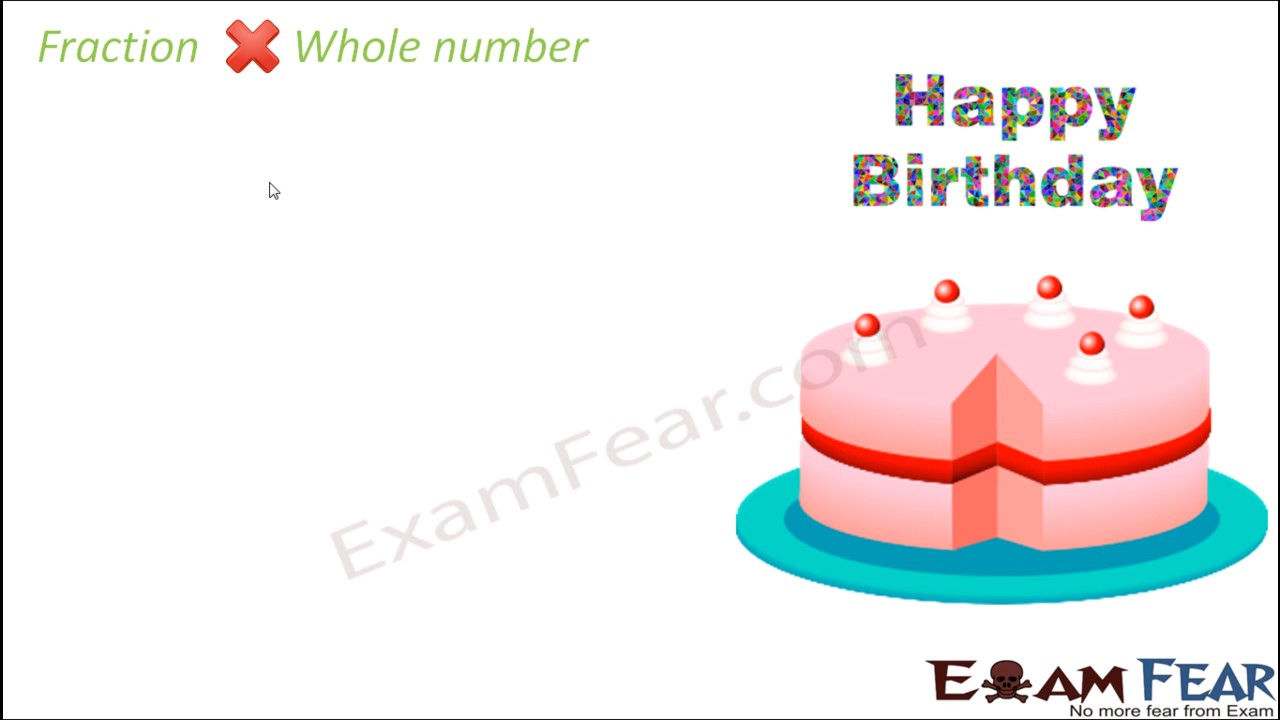 Fraction ✖ Whole number
Happy
Birthday
ExamFear.com
EXAM FEAR
No more fear from Exam